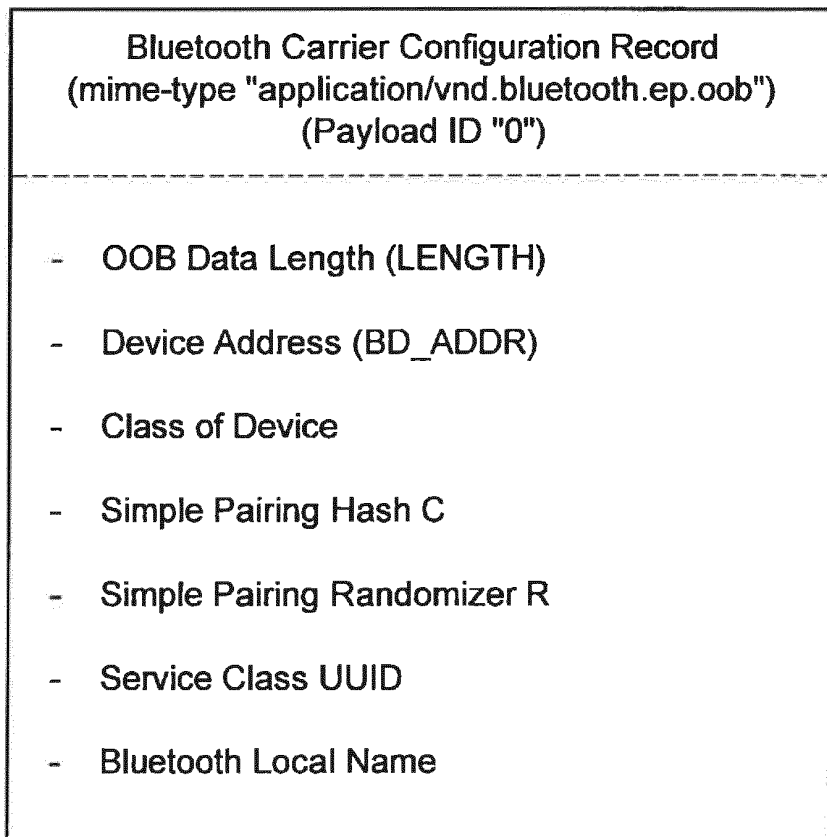 Bluetooth Carrier Configuration Record
(mime-type "application/vnd.bluetooth.ep.oob")
(Payload ID "0")
- OOB Data Length (LENGTH)
- Device Address (BD_ADDR)
- Class of Device
- Simple Pairing Hash C
- Simple Pairing Randomizer R
- Service Class UUID
- Bluetooth Local Name